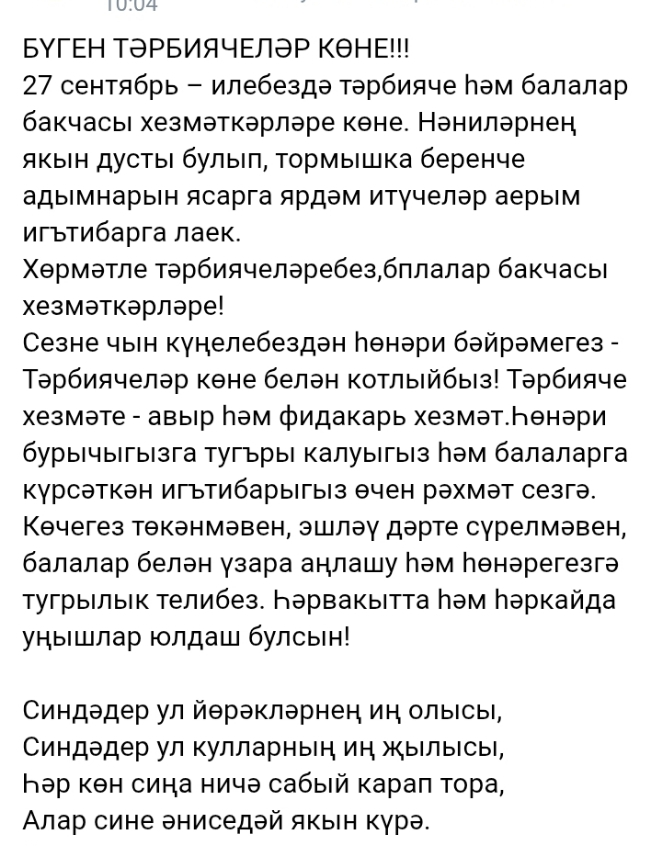 10:04
БҮГЕН ТӘРБИЯЧЕЛӘР КӨНЕ!!!
27 сентябрь – илебездә тәрбияче һәм балалар
бакчасы хезмәткәрләре көне. Нәниләрнең
якын дусты булып, тормышка беренче
адымнарын ясарга ярдәм итүчеләр аерым
игътибарга лаек.
Хөрмәтле тәрбиячеләребез,бплалар бакчасы
хезмәткәрләре!
Сезне чын күңелебездән һөнәри бәйрәмегез -
Тәрбиячеләр көне белән котлыйбыз! Тәрбияче
хезмәте - авыр һәм фидакарь хезмәт.Һөнәри
бурычыгызга тугъры калуыгыз һәм балаларга
күрсәткән игътибарыгыз өчен рәхмәт сезгә.
Көчегез төкәнмәвен, эшләү дәрте сүрелмәвен,
балалар белән үзара аңлашу һәм һөнәрегезгә
тугрылык телибез. Һәрвакытта һәм һәркайда
уңышлар юлдаш булсын!
Синдәдер ул йөрәкләрнең иң олысы,
Синдәдер ул кулларның иң җылысы,
Һәр көн сиңа ничә сабый карап тора,
Алар сине әниседәй якын күрә.